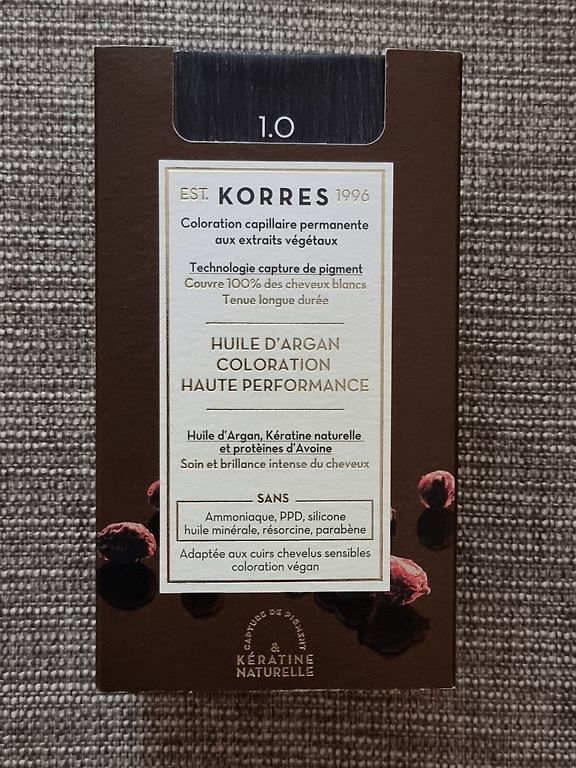 1.0
EST. KORRES 1996
Coloration capillaire permanente
aux extraits végétaux
Technologie capture de pigment
Couvre 100% des cheveux blancs
Tenue longue durée
HUILE D'ARGAN
COLORATION
HAUTE PERFORMANCE
Huile d'Argan, Kératine naturelle
et protèines d'Avoine
Soin et brillance intense du cheveux
SANS
Ammoniaque, PPD, silicone
huile minérale, résorcine, parabène
Adaptée aux cuirs chevelus sensibles
coloration végan
CAPTURE DE PIGMENT
&
KÉRATINE
NATURELLE